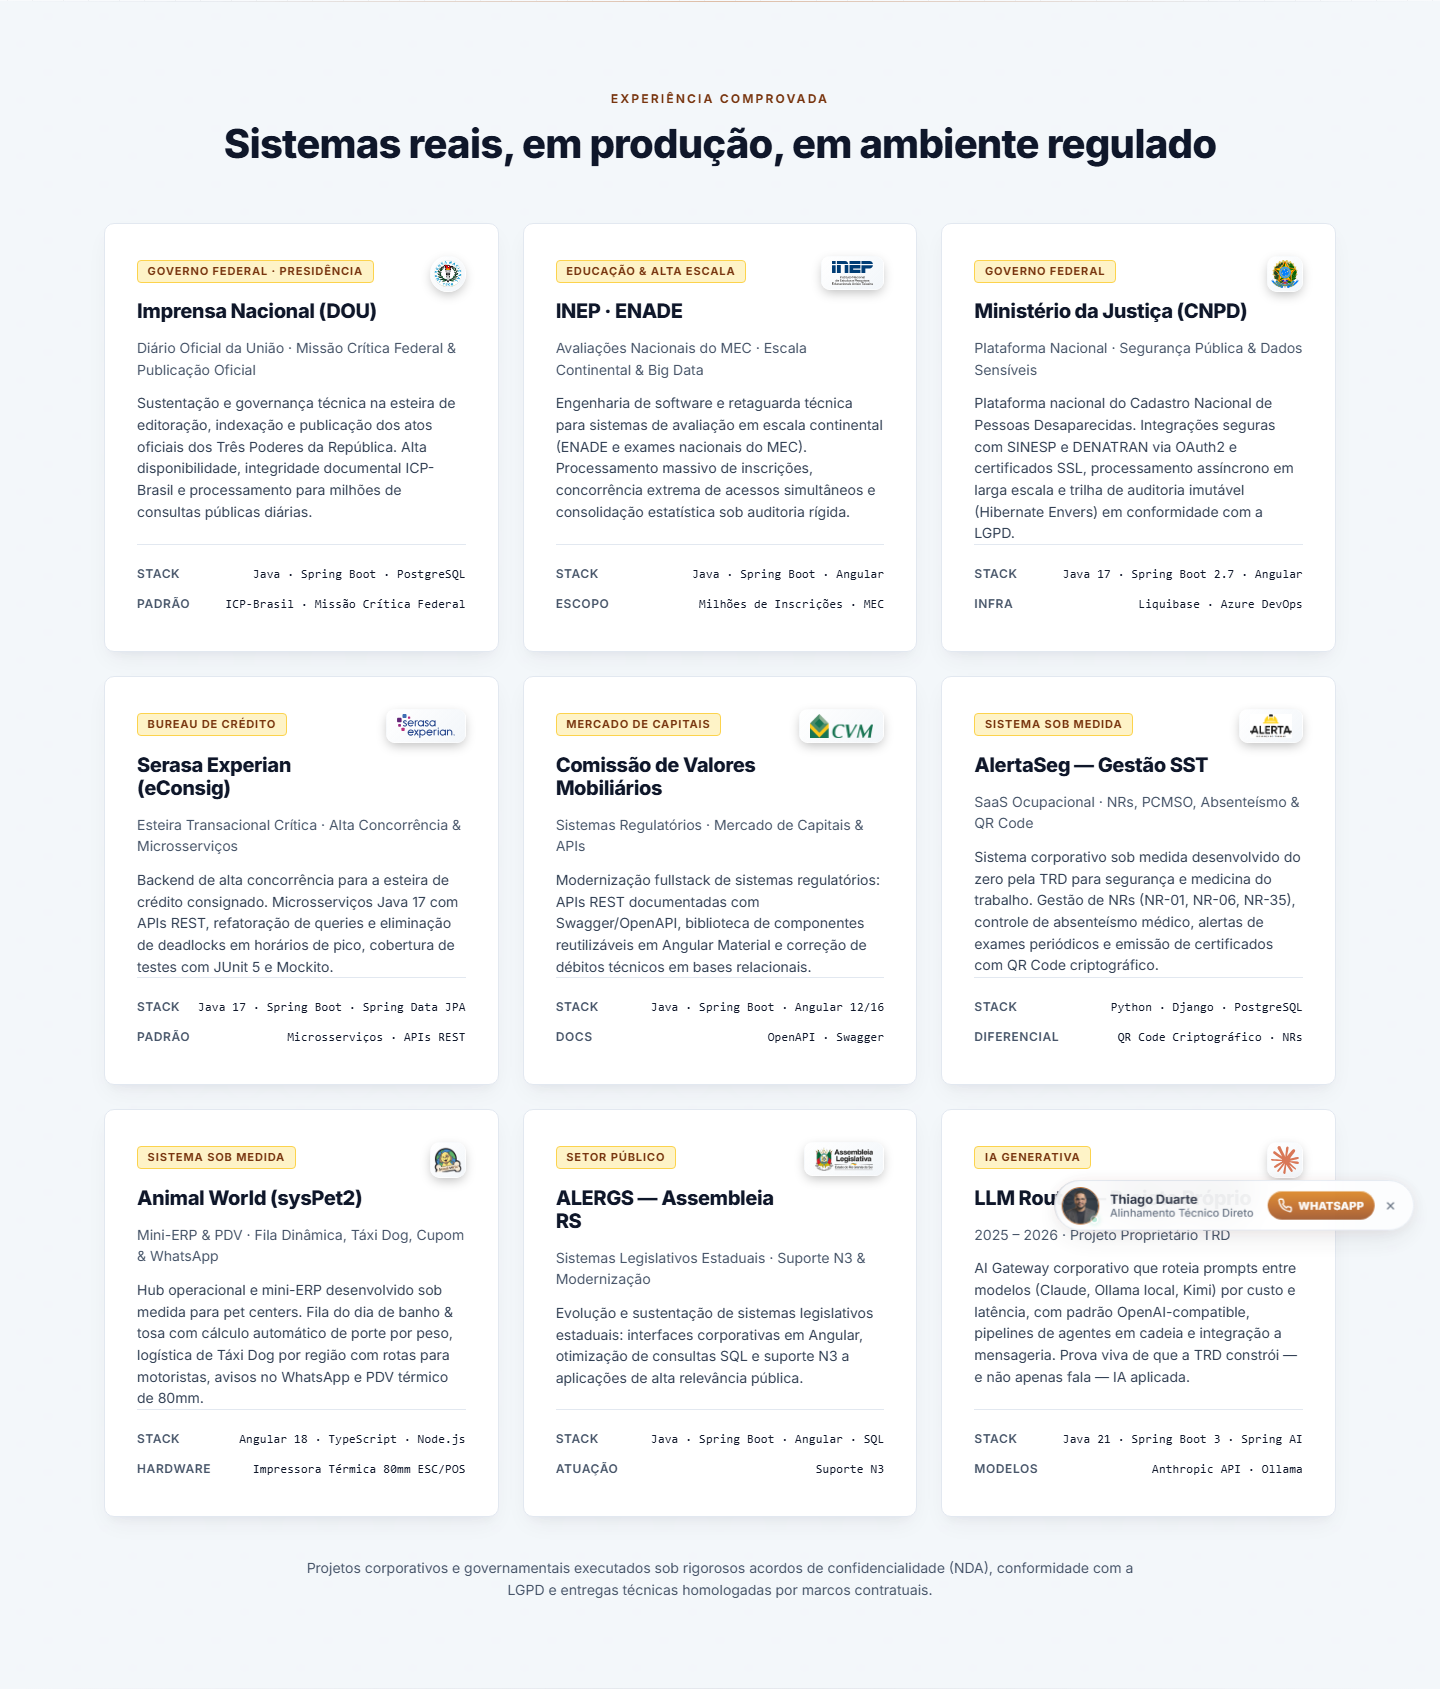 EXPERIÊNCIA COMPROVADA
Sistemas reais, em produção, em ambiente regulado
GOVERNO FEDERAL · PRESIDÊNCIA
Imprensa Nacional (DOU)
Diário Oficial da União · Missão Crítica Federal &
Publicação Oficial
Sustentação e governança técnica na esteira de
editoração, indexação e publicação dos atos
oficiais dos Três Poderes da República. Alta
disponibilidade, integridade documental ICP-
Brasil e processamento para milhões de
consultas públicas diárias.
STACK Java · Spring Boot · PostgreSQL
PADRÃO ICP-Brasil · Missão Crítica Federal
EDUCAÇÃO & ALTA ESCALA
inep
INEP · ENADE
Avaliações Nacionais do MEC · Escala
Continental & Big Data
Engenharia de software e retaguarda técnica
para sistemas de avaliação em escala continental
(ENADE e exames nacionais do MEC).
Processamento massivo de inscrições,
concorrência extrema de acessos simultâneos e
consolidação estatística sob auditoria rígida.
STACK Java · Spring Boot · Angular
ESCOPO Milhões de Inscrições · MEC
GOVERNO FEDERAL
Ministério da Justiça (CNPD)
Plataforma Nacional · Segurança Pública & Dados
Sensíveis
Plataforma nacional do Cadastro Nacional de
Pessoas Desaparecidas. Integrações seguras
com SINESP e DENATRAN via OAuth2 e
certificados SSL, processamento assíncrono em
larga escala e trilha de auditoria imutável
(Hibernate Envers) em conformidade com a
LGPD.
STACK Java 17 · Spring Boot 2.7 · Angular
INFRA Liquibase · Azure DevOps
BUREAU DE CRÉDITO
serasa
experian.
Serasa Experian
(eConsig)
Esteira Transacional Crítica · Alta Concorrência &
Microsserviços
Backend de alta concorrência para a esteira de
crédito consignado. Microsserviços Java 17 com
APIs REST, refatoração de queries e eliminação
de deadlocks em horários de pico, cobertura de
testes com JUnit 5 e Mockito.
STACK Java 17 · Spring Boot · Spring Data JPA
PADRÃO Microsserviços · APIs REST
MERCADO DE CAPITAIS
CVM
Comissão de Valores
Mobiliários
Sistemas Regulatórios · Mercado de Capitais &
APIs
Modernização fullstack de sistemas regulatórios:
APIs REST documentadas com
Swagger/OpenAPI, biblioteca de componentes
reutilizáveis em Angular Material e correção de
débitos técnicos em bases relacionais.
STACK Java · Spring Boot · Angular 12/16
DOCS OpenAPI · Swagger
SISTEMA SOB MEDIDA
ALERTA
AlertaSeg — Gestão SST
SaaS Ocupacional · NRs, PCMSO, Absenteísmo &
QR Code
Sistema corporativo sob medida desenvolvido do
zero pela TRD para segurança e medicina do
trabalho. Gestão de NRs (NR-01, NR-06, NR-35),
controle de absenteísmo médico, alertas de
exames periódicos e emissão de certificados
com QR Code criptográfico.
STACK Python · Django · PostgreSQL
DIFERENCIAL QR Code Criptográfico · NRs
SISTEMA SOB MEDIDA
Animal World (sysPet2)
Mini-ERP & PDV · Fila Dinâmica, Táxi Dog, Cupom
& WhatsApp
Hub operacional e mini-ERP desenvolvido sob
medida para pet centers. Fila do dia de banho &
tosa com cálculo automático de porte por peso,
logística de Táxi Dog por região com rotas para
motoristas, avisos no WhatsApp e PDV térmico
de 80mm.
STACK Angular 18 · TypeScript · Node.js
HARDWARE Impressora Térmica 80mm ESC/POS
SETOR PÚBLICO
Assembleia
Legislativa
ALERGS — Assembleia
RS
Sistemas Legislativos Estaduais · Suporte N3 &
Modernização
Evolução e sustentação de sistemas legislativos
estaduais: interfaces corporativas em Angular,
otimização de consultas SQL e suporte N3 a
aplicações de alta relevância pública.
STACK Java · Spring Boot · Angular · SQL
ATUAÇÃO Suporte N3
IA GENERATIVA
LLM
Thiago Duarte
Alinhamento Técnico Direto
WHATSAPP ×
2025 – 2026 · Projeto Proprietário TRD
AI Gateway corporativo que roteia prompts entre
modelos (Claude, Ollama local, Kimi) por custo e
latência, com padrão OpenAI-compatible,
pipelines de agentes em cadeia e integração a
mensageria. Prova viva de que a TRD constrói —
e não apenas fala — IA aplicada.
STACK Java 21 · Spring Boot 3 · Spring AI
MODELOS Anthropic API · Ollama
Projetos corporativos e governamentais executados sob rigorosos acordos de confidencialidade (NDA), conformidade com a
LGPD e entregas técnicas homologadas por marcos contratuais.